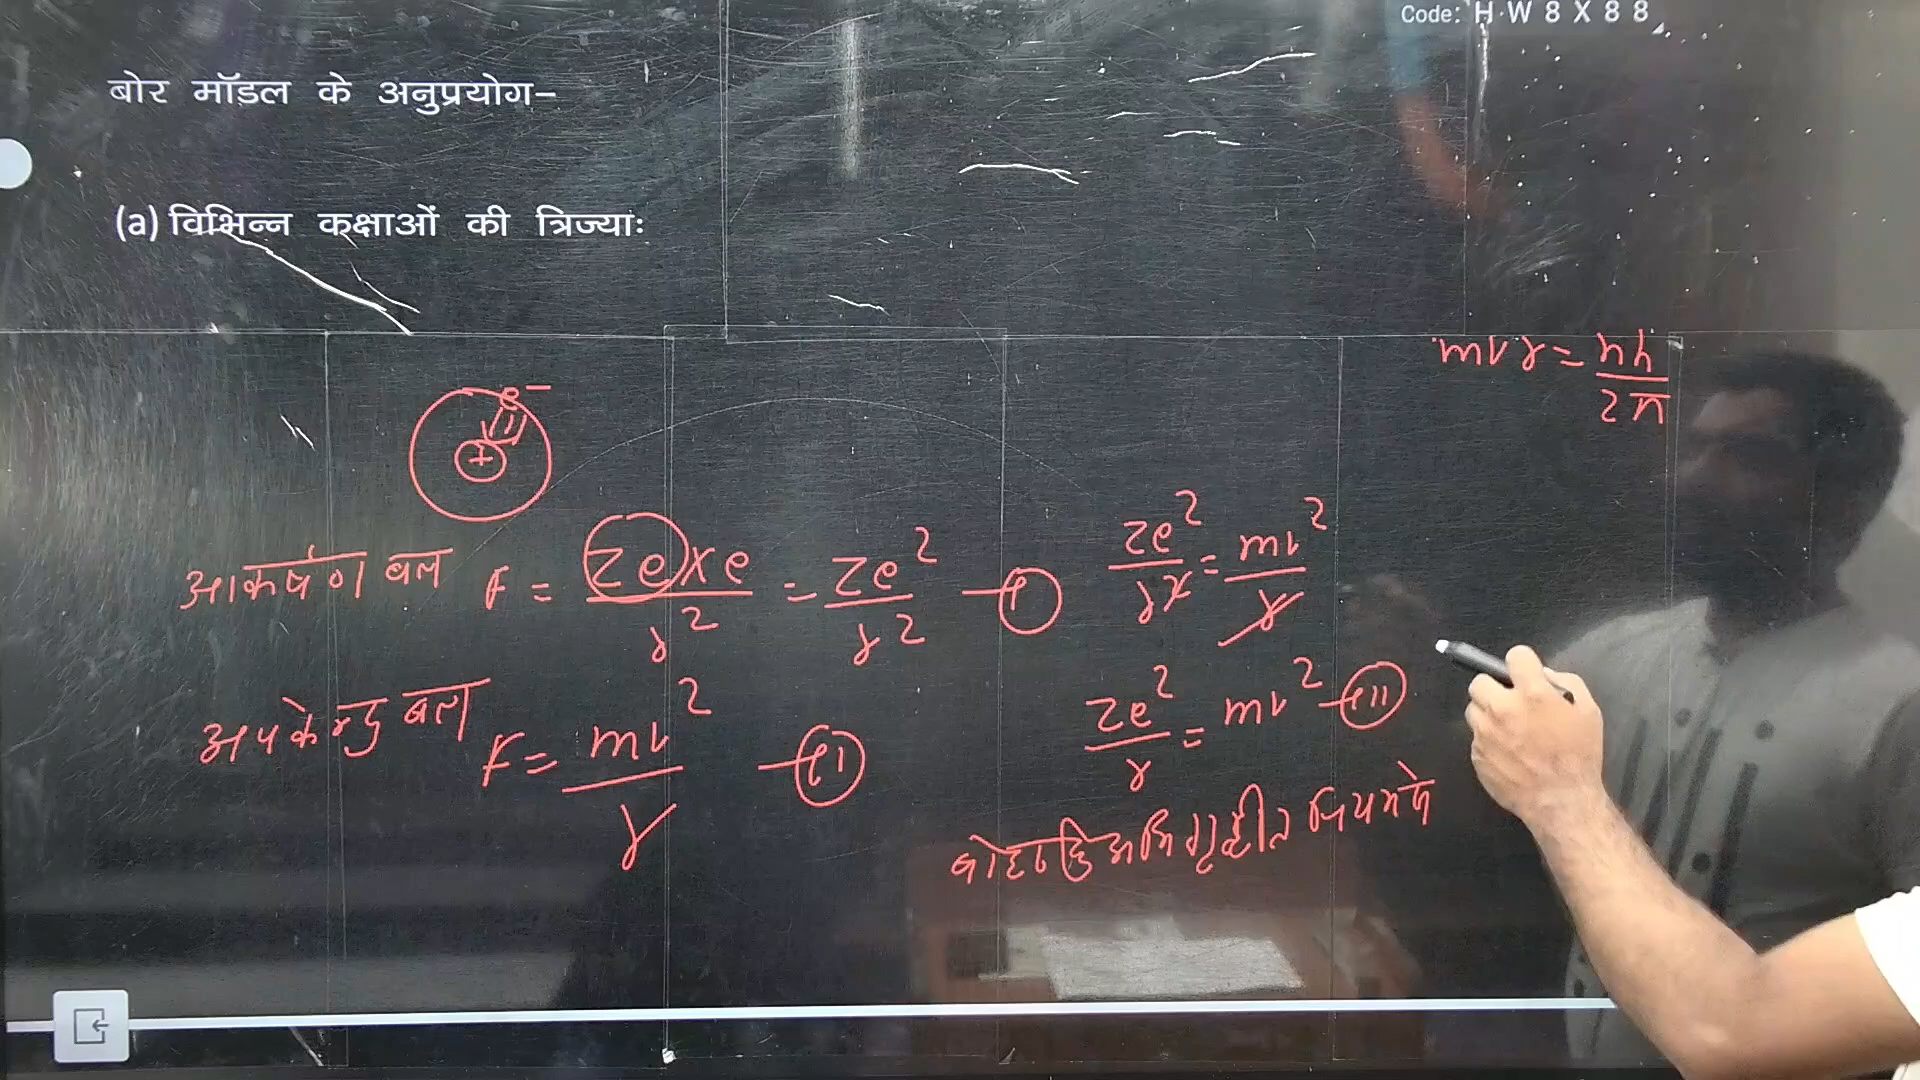 Code: H W 8 X 8 8
बोर मॉडल के अनुप्रयोग–
(a) विभिन्न कक्षाओं की त्रिज्याः
mvr = nh/2π
e⁻
+
आकर्षण बल F = Ze×e/r² = Ze²/r² — (I)
Ze²/r² = mv²/r
अपकेन्द्र बल F = mv²/r — (II)
Ze²/r = mv² — (III)
नियम से